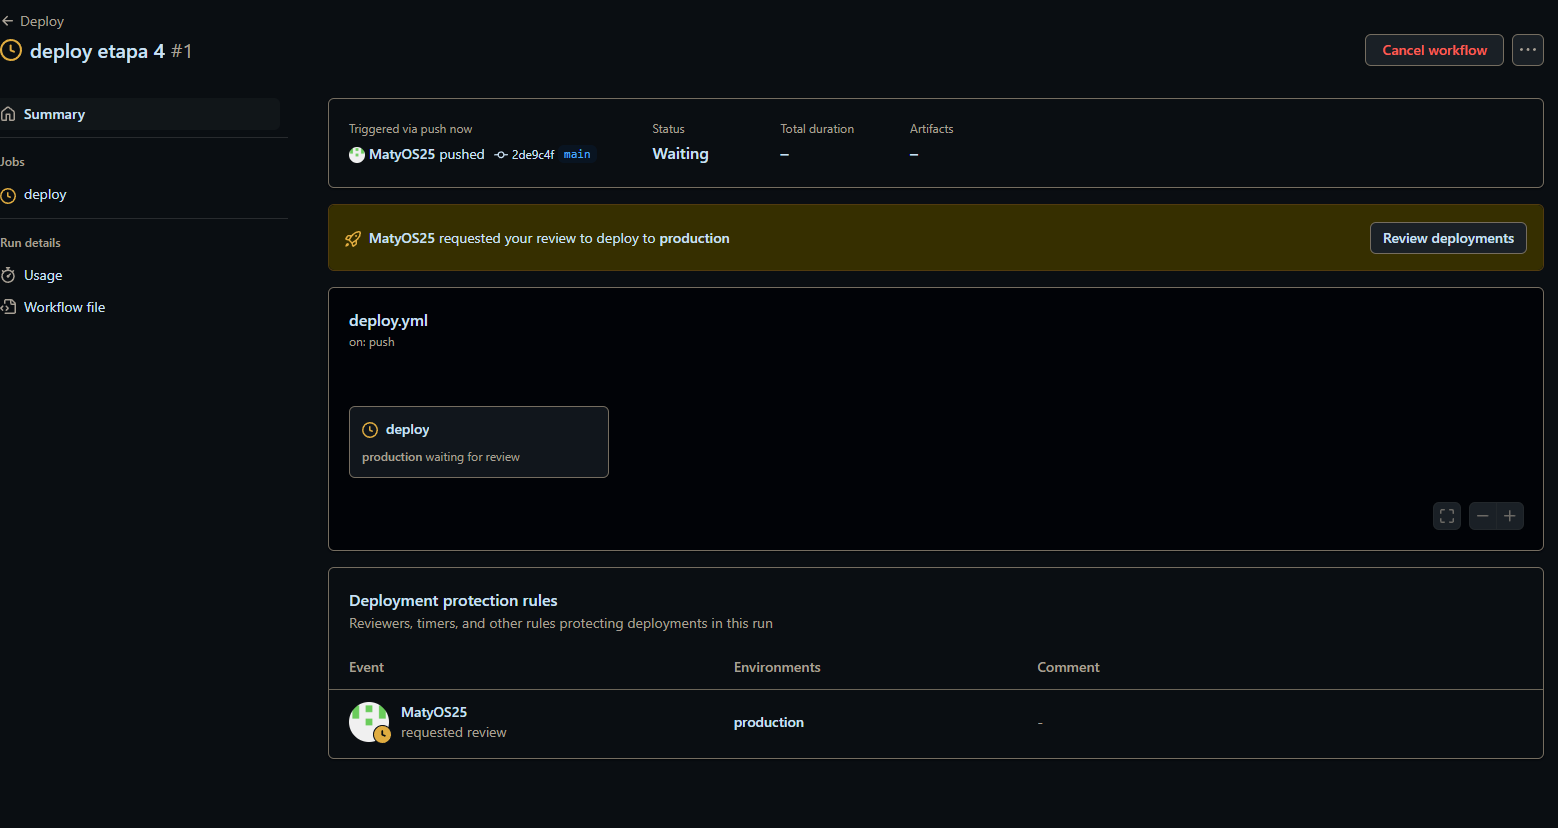 Deploy
deploy etapa 4 #1
Cancel workflow
Summary
Jobs
deploy
Run details
Usage
Workflow file
Triggered via push now
MatyOS25 pushed 2de9c4f main
Status
Waiting
Total duration
–
Artifacts
–
MatyOS25 requested your review to deploy to production
Review deployments
deploy.yml
on: push
deploy
production waiting for review
Deployment protection rules
Reviewers, timers, and other rules protecting deployments in this run
Event Environments Comment
MatyOS25
requested review
production
-